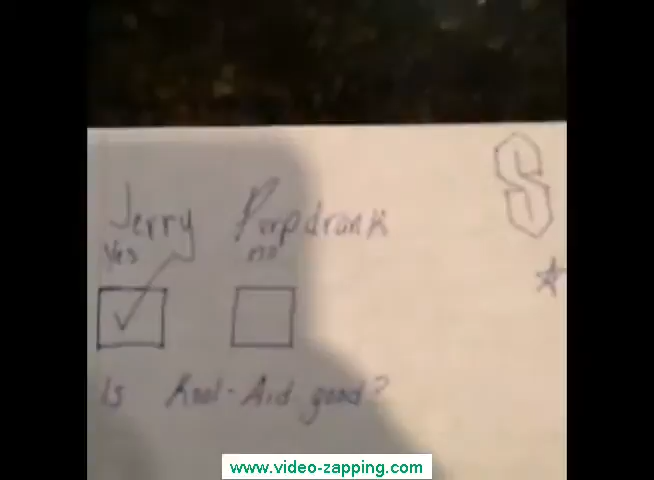 S
Jerry Purpdrank
Yes no
Is Kool-Aid good?
www.video-zapping.com